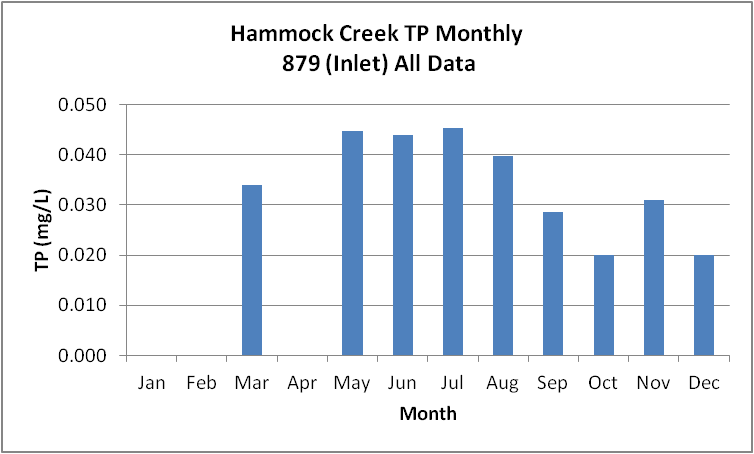 Hammock Creek TP Monthly
879 (Inlet) All Data
TP (mg/L)
0.050
0.040
0.030
0.020
0.010
0.000
Jan Feb Mar Apr May Jun Jul Aug Sep Oct Nov Dec
Month